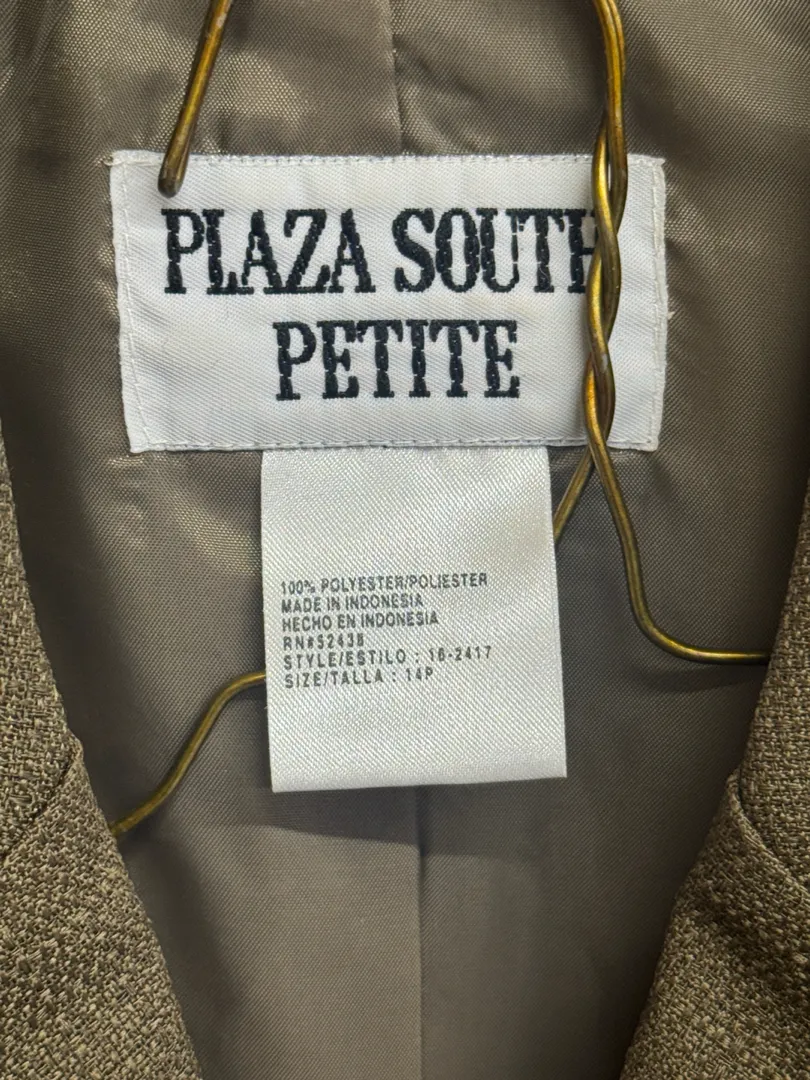 PLAZA SOUTH
PETITE
100% POLYESTER/POLIESTER
MADE IN INDONESIA
HECHO EN INDONESIA
RN#52438
STYLE/ESTILO : 16-2417
SIZE/TALLA : 14P